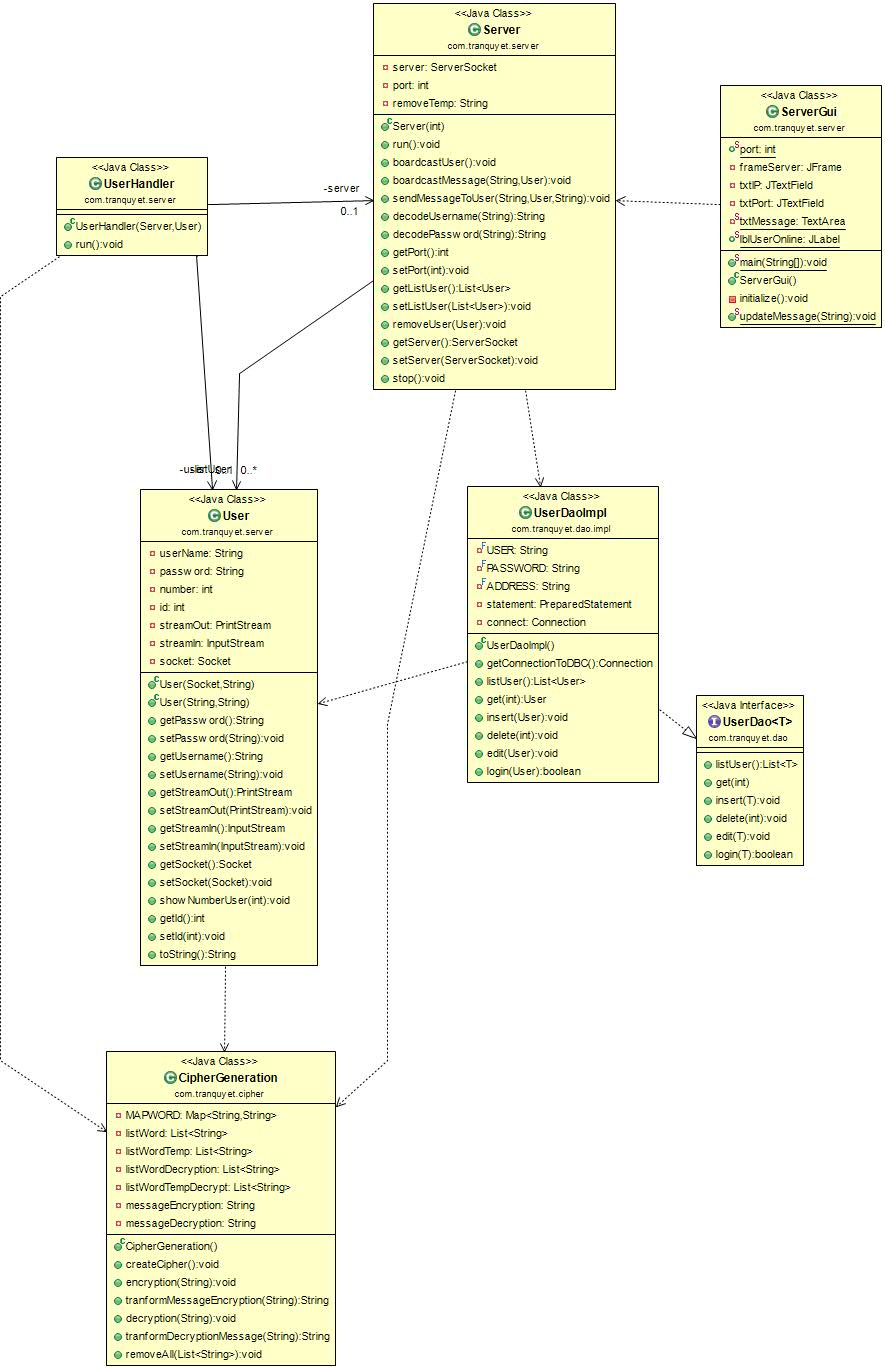 <<Java Class>>
Server
com.tranquyet.server
server: ServerSocket
port: int
removeTemp: String
Server(int)
run():void
boardcastUser():void
boardcastMessage(String,User):void
sendMessageToUser(String,User,String):void
decodeUsername(String):String
decodePassword(String):String
getPort():int
setPort(int):void
getListUser():List<User>
setListUser(List<User>):void
removeUser(User):void
getServer():ServerSocket
setServer(ServerSocket):void
stop():void
<<Java Class>>
ServerGui
com.tranquyet.server
port: int
frameServer: JFrame
txtIP: JTextField
txtPort: JTextField
txtMessage: TextArea
lblUserOnline: JLabel
main(String[]):void
ServerGui()
initialize():void
updateMessage(String):void
<<Java Class>>
UserHandler
com.tranquyet.server
UserHandler(Server,User)
run():void
-server
0..1
0..*
<<Java Class>>
User
com.tranquyet.server
userName: String
password: String
number: int
id: int
streamOut: PrintStream
streamIn: InputStream
socket: Socket
User(Socket,String)
User(String,String)
getPassword():String
setPassword(String):void
getUsername():String
setUsername(String):void
getStreamOut():PrintStream
setStreamOut(PrintStream):void
getStreamIn():InputStream
setStreamIn(InputStream):void
getSocket():Socket
setSocket(Socket):void
showNumberUser(int):void
getId():int
setId(int):void
toString():String
<<Java Class>>
UserDaoImpl
com.tranquyet.dao.impl
USER: String
PASSWORD: String
ADDRESS: String
statement: PreparedStatement
connect: Connection
UserDaoImpl()
getConnectionToDBC():Connection
listUser():List<User>
get(int):User
insert(User):void
delete(int):void
edit(User):void
login(User):boolean
<<Java Interface>>
UserDao<T>
com.tranquyet.dao
listUser():List<T>
get(int)
insert(T):void
delete(int):void
edit(T):void
login(T):boolean
<<Java Class>>
CipherGeneration
com.tranquyet.cipher
MAPWORD: Map<String,String>
listWord: List<String>
listWordTemp: List<String>
listWordDecryption: List<String>
listWordTempDecrypt: List<String>
messageEncryption: String
messageDecryption: String
CipherGeneration()
createCipher():void
encryption(String):void
tranformMessageEncryption(String):String
decryption(String):void
tranformDecryptionMessage(String):String
removeAll(List<String>):void